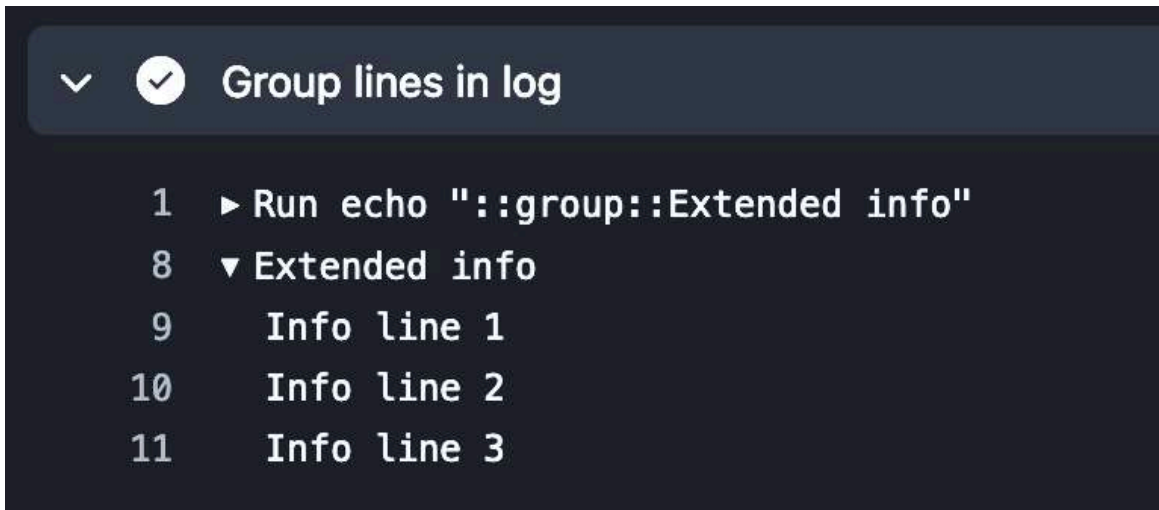 Group lines in log
1 ▸ Run echo "::group::Extended info"
8 ▾ Extended info
9 Info line 1
10 Info line 2
11 Info line 3